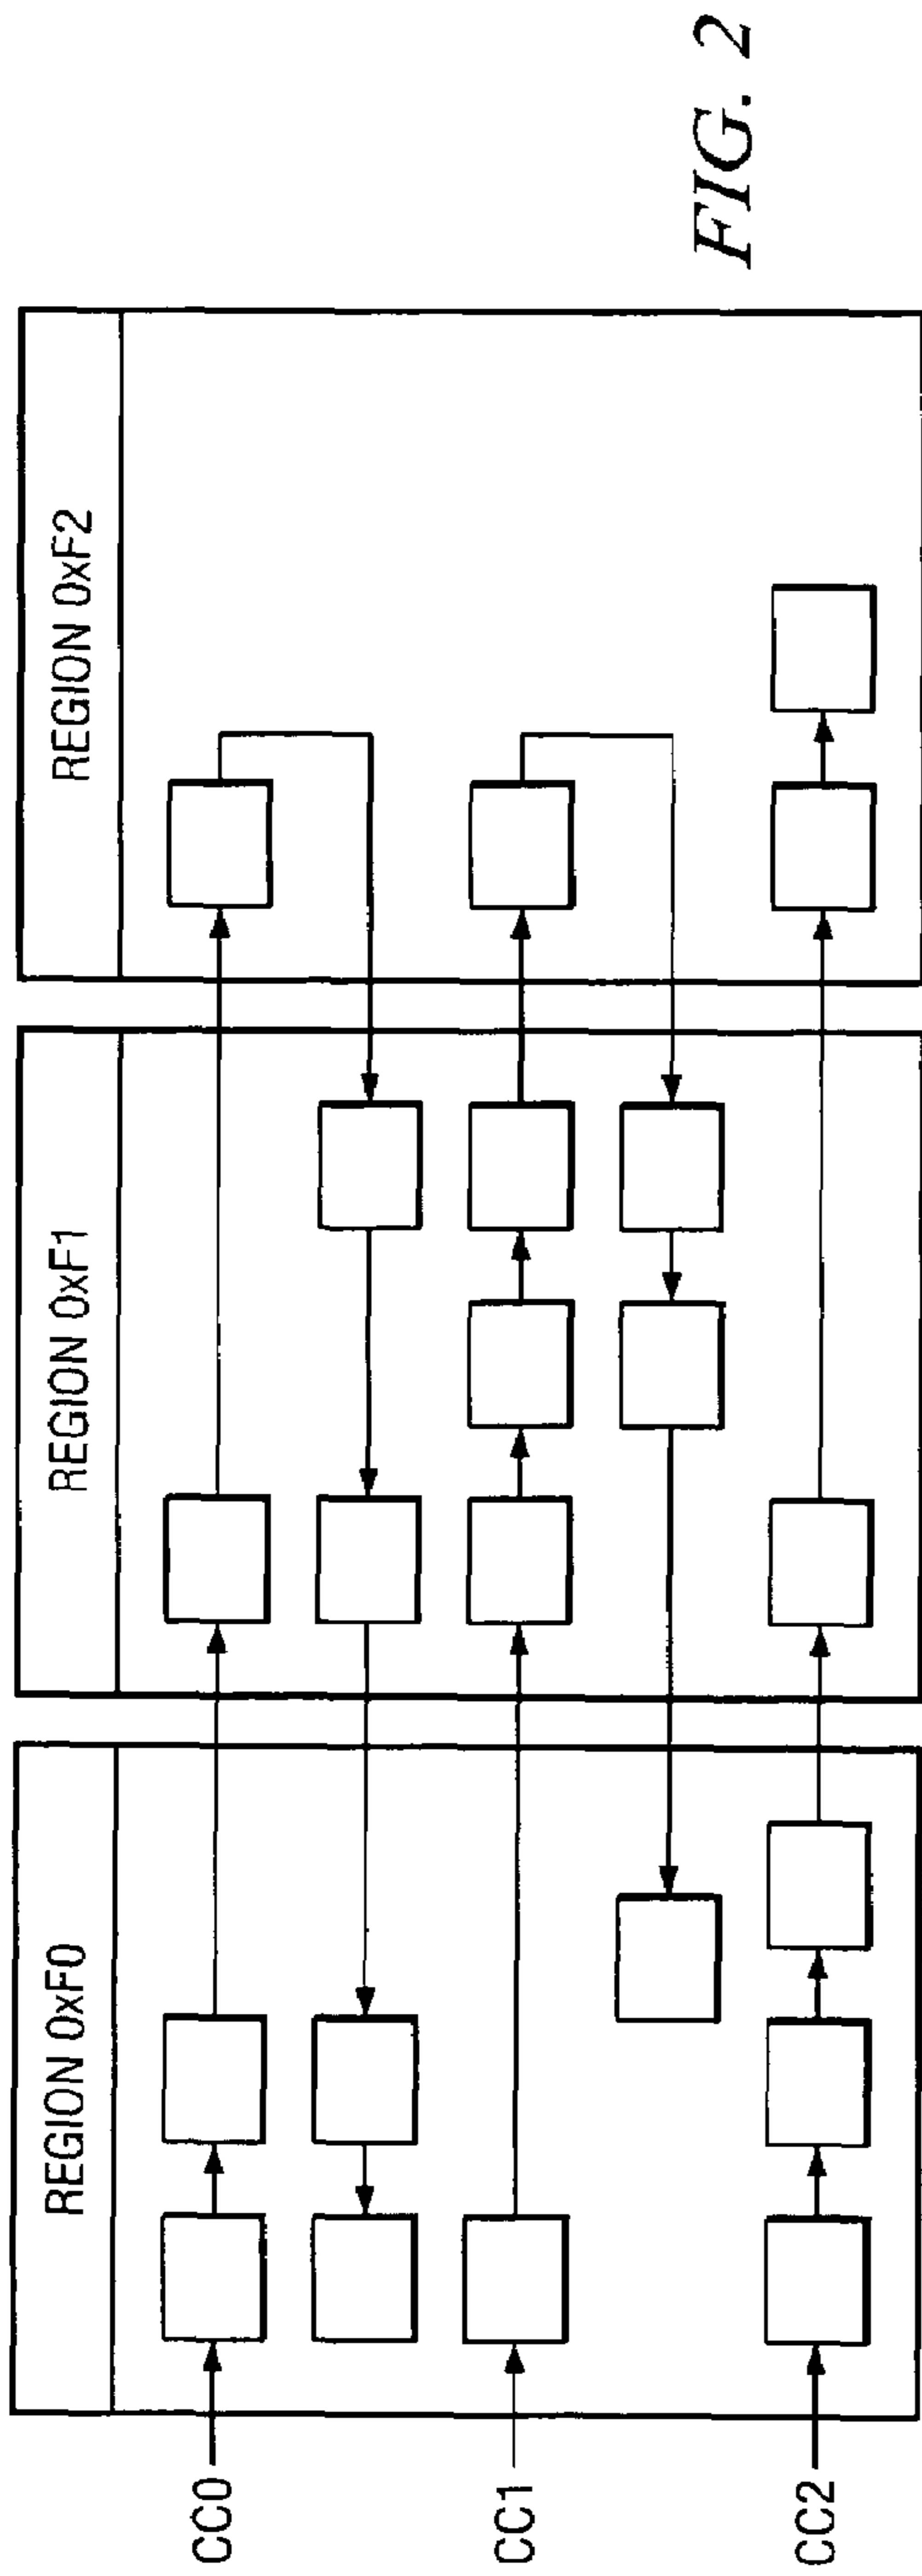 REGION 0xF0
REGION 0xF1
REGION 0xF2
CC0
CC1
CC2
FIG. 2